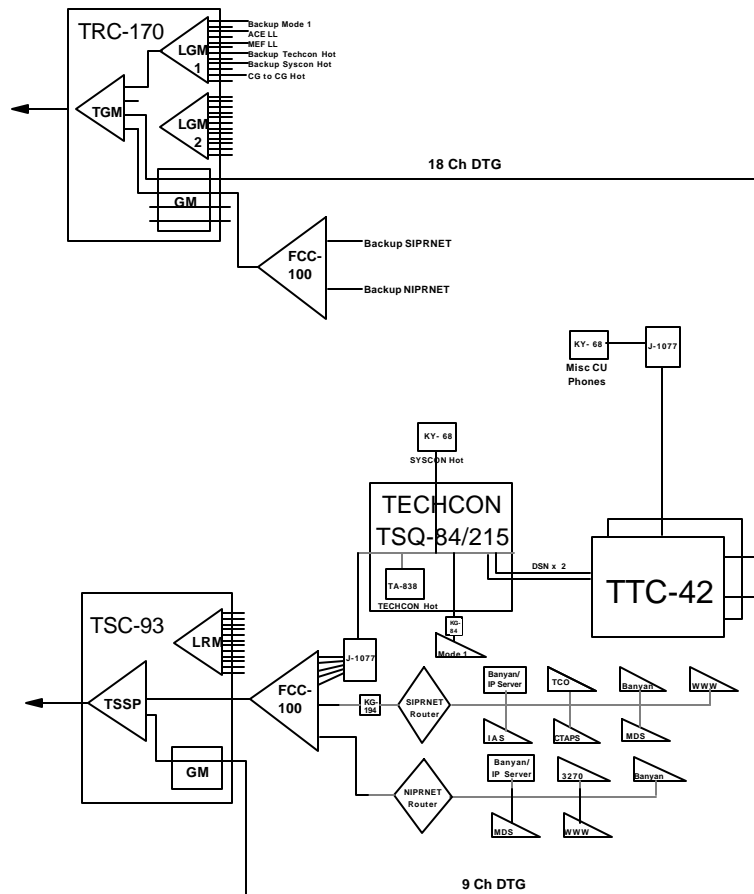 TRC-170
LGM
1
Backup Mode 1
ACE LL
MEF LL
Backup Techcon Hot
Backup Syscon Hot
CG to CG Hot
TGM
LGM
2
18 Ch DTG
GM
FCC-
100
Backup SIPRNET
Backup NIPRNET
KY- 68
J-1077
Misc CU
Phones
KY- 68
SYSCON Hot
TECHCON
TSQ-84/215
DSN x 2
TTC-42
TA-838
TECHCON Hot
KG-
84
Mode 1
TSC-93
LRM
J-1077
TSSP
FCC-
100
KG-
194
SIPRNET
Router
Banyan/
IP Server
TCO
Banyan
WWW
IAS
CTAPS
MDS
GM
NIPRNET
Router
Banyan/
IP Server
3270
Banyan
MDS
WWW
9 Ch DTG